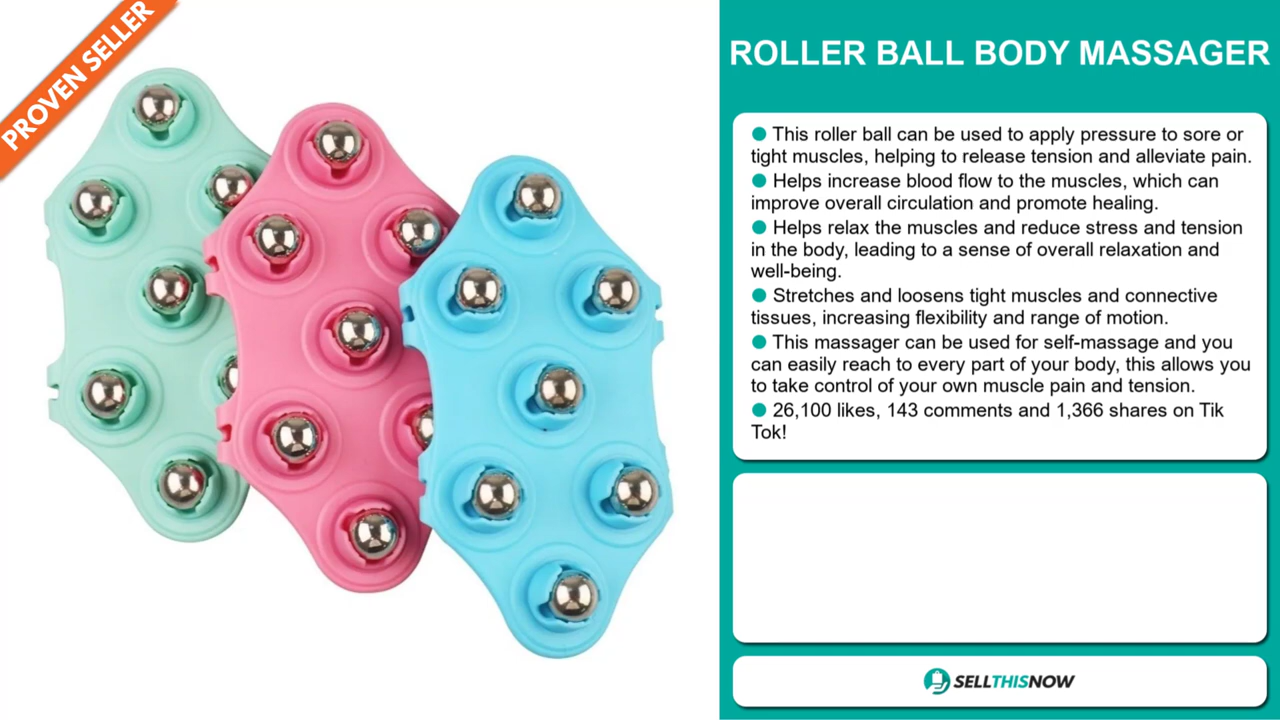 PROVEN SELLER
ROLLER BALL BODY MASSAGER
● This roller ball can be used to apply pressure to sore or
tight muscles, helping to release tension and alleviate pain.
● Helps increase blood flow to the muscles, which can
improve overall circulation and promote healing.
● Helps relax the muscles and reduce stress and tension
in the body, leading to a sense of overall relaxation and
well-being.
● Stretches and loosens tight muscles and connective
tissues, increasing flexibility and range of motion.
● This massager can be used for self-massage and you
can easily reach to every part of your body, this allows you
to take control of your own muscle pain and tension.
● 26,100 likes, 143 comments and 1,366 shares on Tik
Tok!
SELLTHISNOW